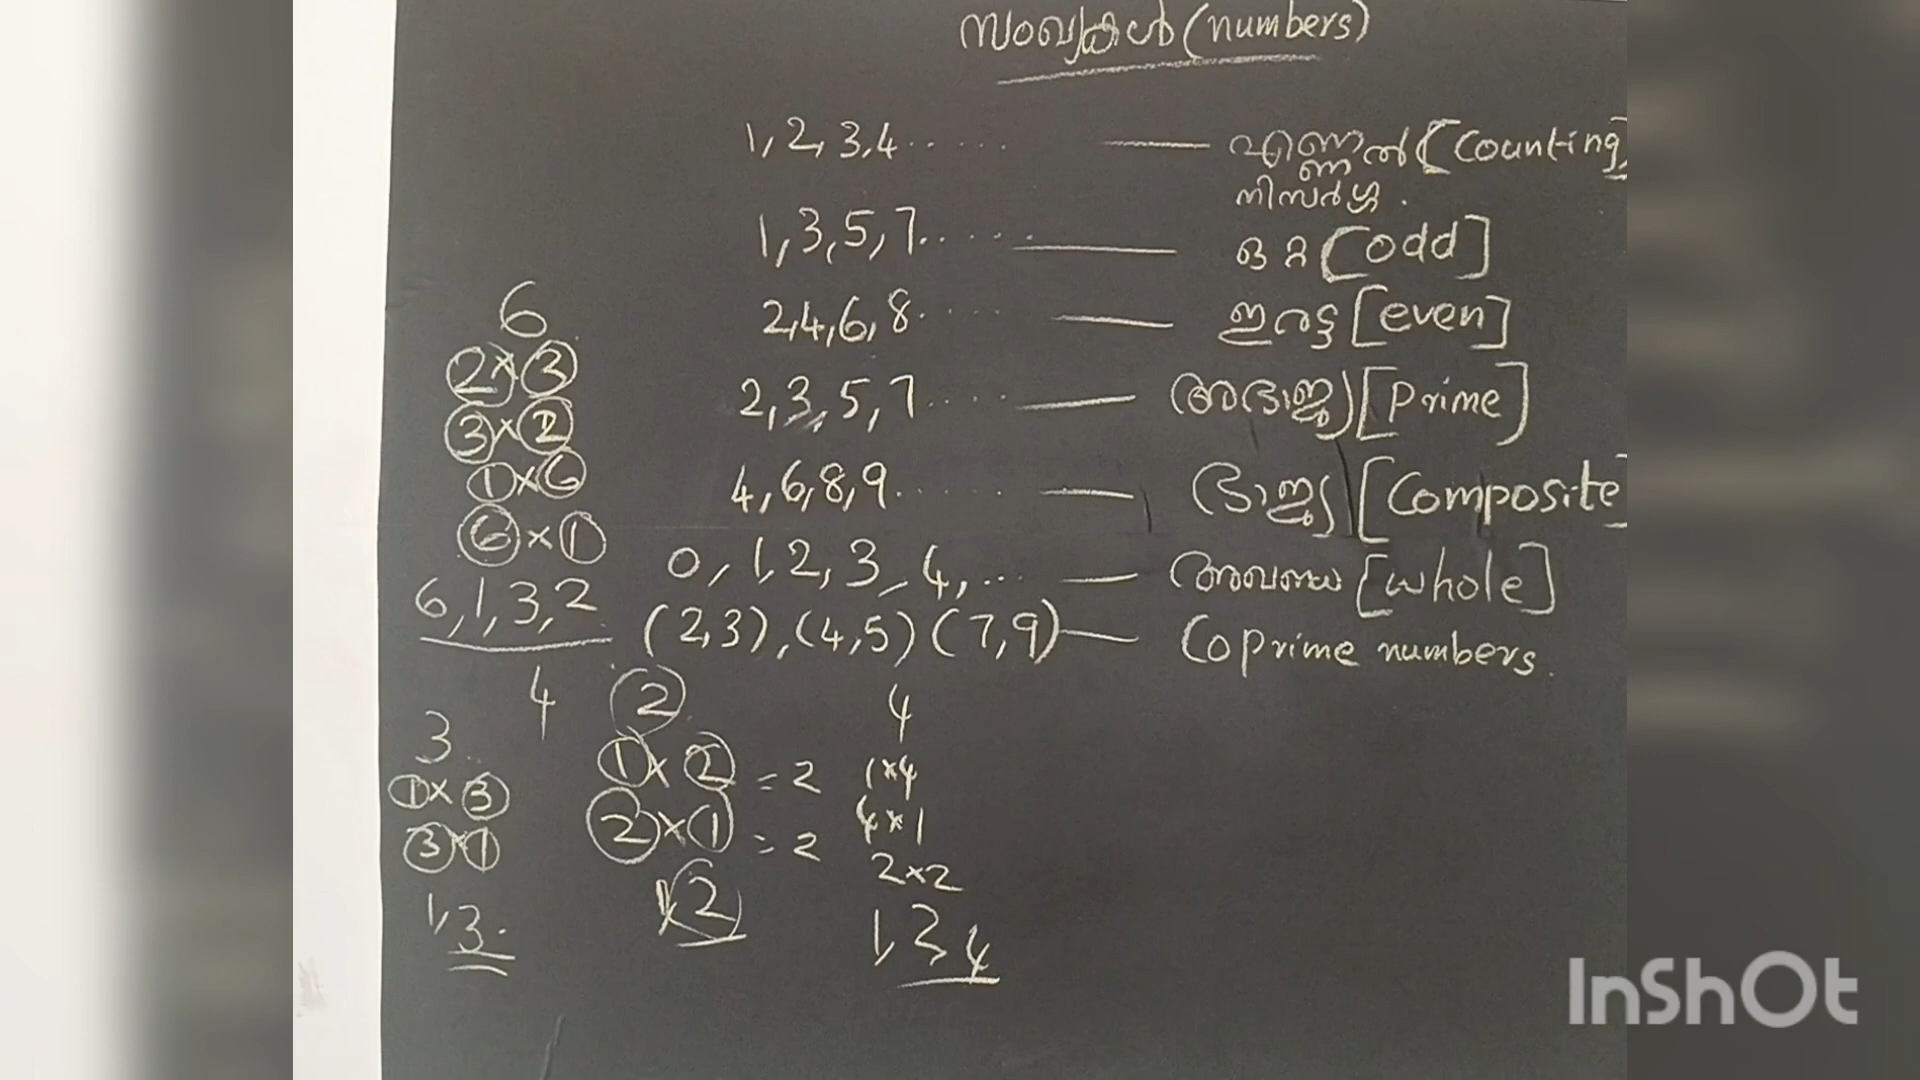 സംഖ്യകൾ (numbers)
1, 2, 3, 4 ...... — എണ്ണൽ [Counting]
നിസർഗ്ഗ .
1, 3, 5, 7 ...... — ഒറ്റ [odd]
2, 4, 6, 8 ..... — ഇരട്ട [even]
2, 3, 5, 7 ..... — അഭാജ്യ [prime]
4, 6, 8, 9 ...... — ഭാജ്യ [Composite]
0, 1, 2, 3, 4, ... — അഖണ്ഡ [whole]
(2,3), (4,5) (7,9) — Coprime numbers.
6
2 × 3
3 × 2
1 × 6
6 × 1
6, 1, 3, 2
4
3
1 × 3
3 × 1
1, 3.
2
1 × 2 = 2
2 × 1 = 2
1, 2
4
1 × 4
4 × 1
2 × 2
1, 2, 4
InShOt